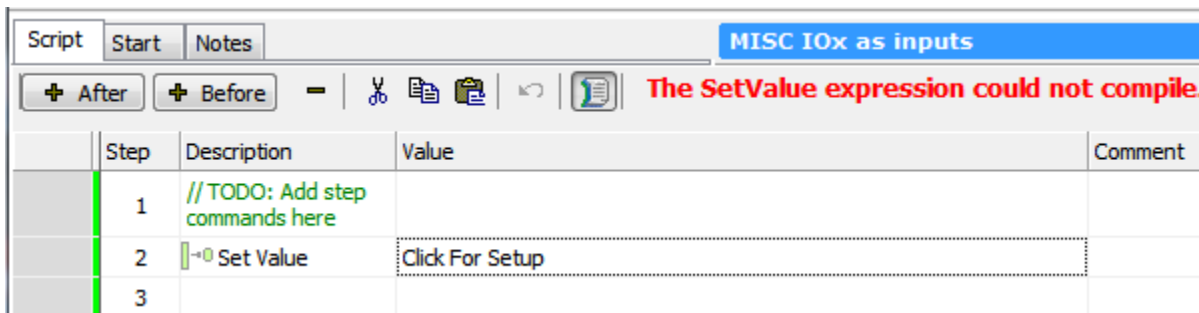 Script Start Notes MISC IOx as inputs
After Before The SetValue expression could not compile.
Step Description Value Comment
1 // TODO: Add step
commands here
2 Set Value Click For Setup
3